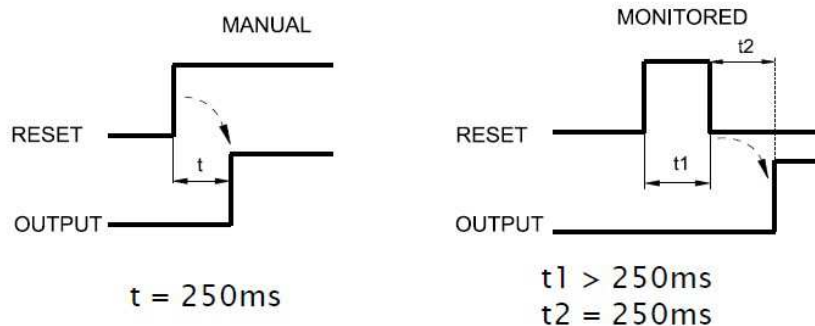 MANUAL
RESET
t
OUTPUT
t = 250ms
MONITORED
t2
RESET
t1
OUTPUT
t1 > 250ms
t2 = 250ms